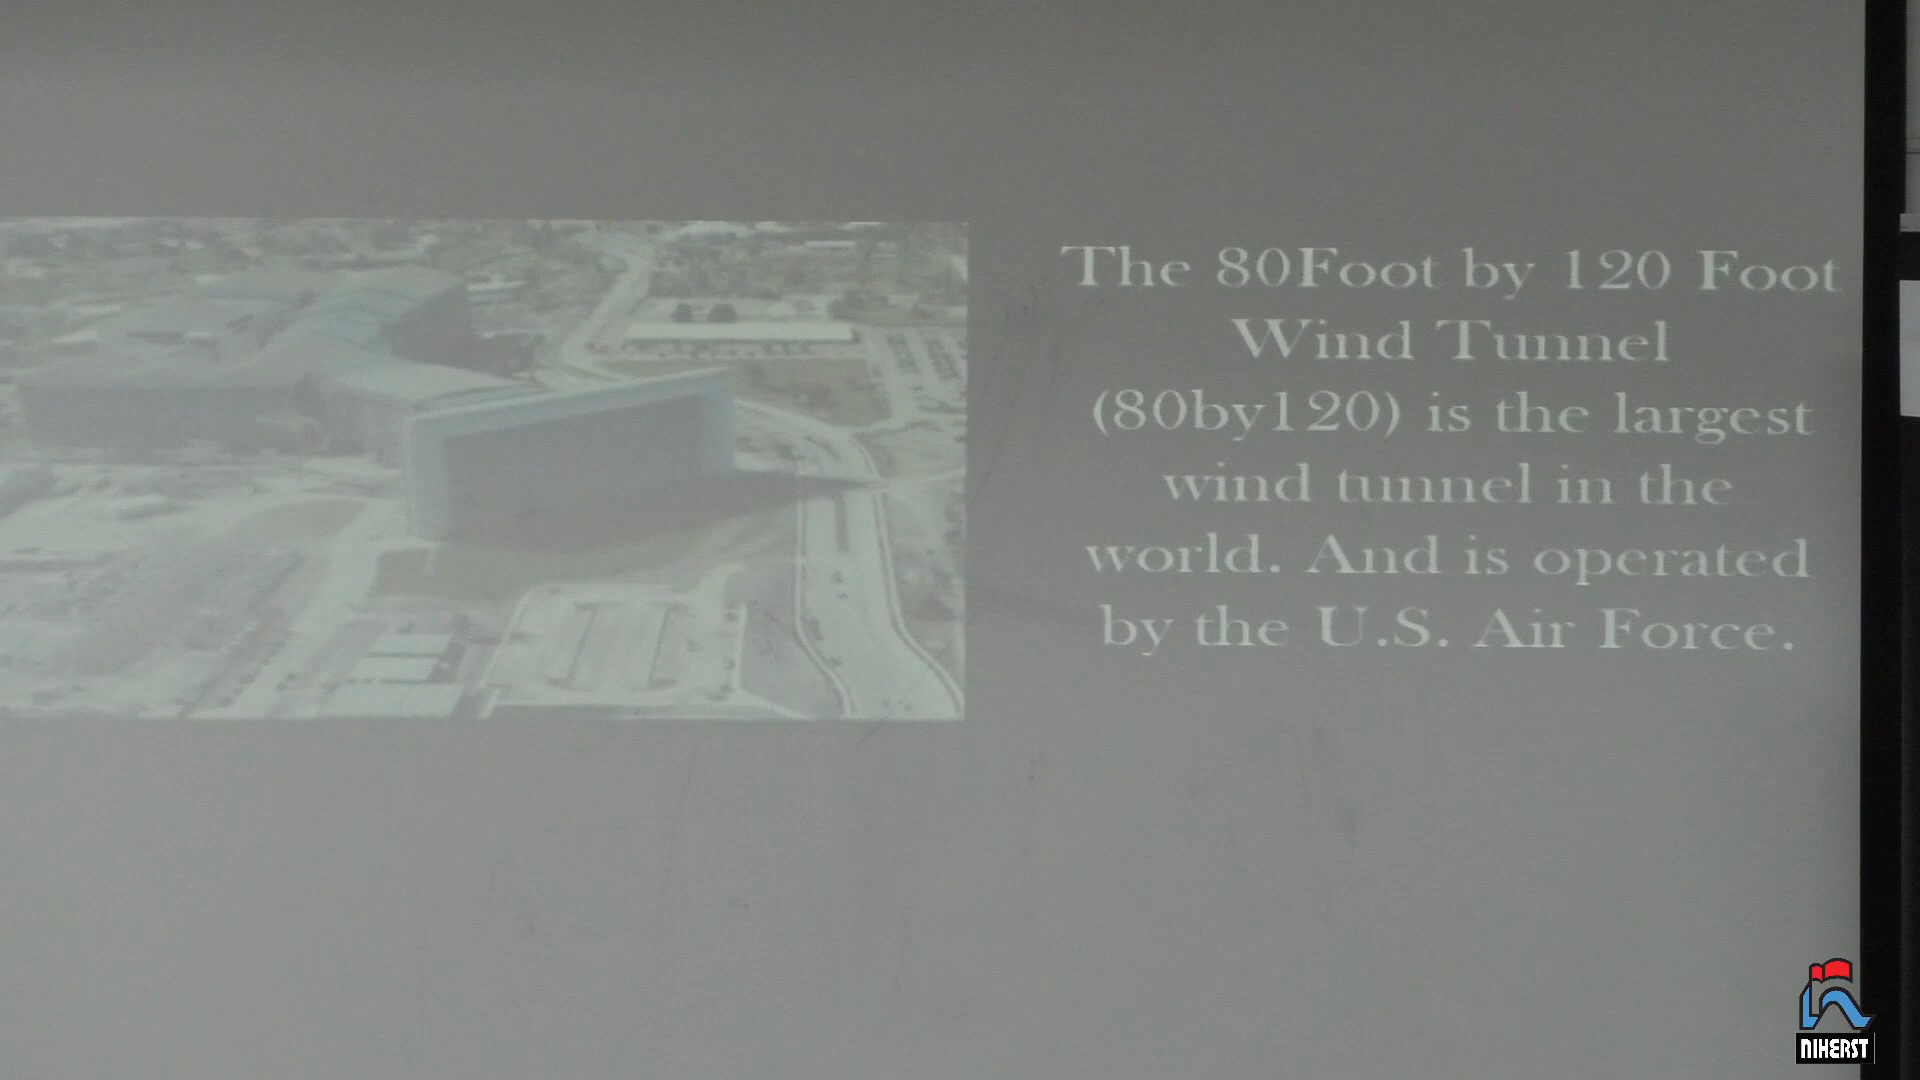 The 80Foot by 120 Foot
Wind Tunnel
(80by120) is the largest
wind tunnel in the
world. And is operated
by the U.S. Air Force.
NIHERST